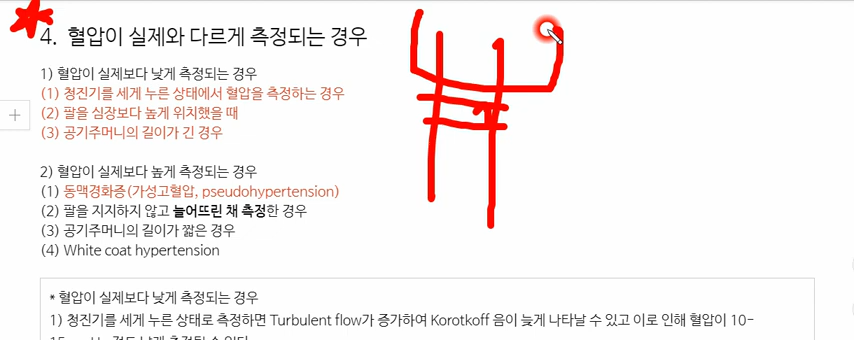 4. 혈압이 실제와 다르게 측정되는 경우
1) 혈압이 실제보다 낮게 측정되는 경우
(1) 청진기를 세게 누른 상태에서 혈압을 측정하는 경우
(2) 팔을 심장보다 높게 위치했을 때
(3) 공기주머니의 길이가 긴 경우
2) 혈압이 실제보다 높게 측정되는 경우
(1) 동맥경화증(가성고혈압, pseudohypertension)
(2) 팔을 지지하지 않고 늘어뜨린 채 측정한 경우
(3) 공기주머니의 길이가 짧은 경우
(4) White coat hypertension
* 혈압이 실제보다 낮게 측정되는 경우
1) 청진기를 세게 누른 상태로 측정하면 Turbulent flow가 증가하여 Korotkoff 음이 늦게 나타날 수 있고 이로 인해 혈압이 10-